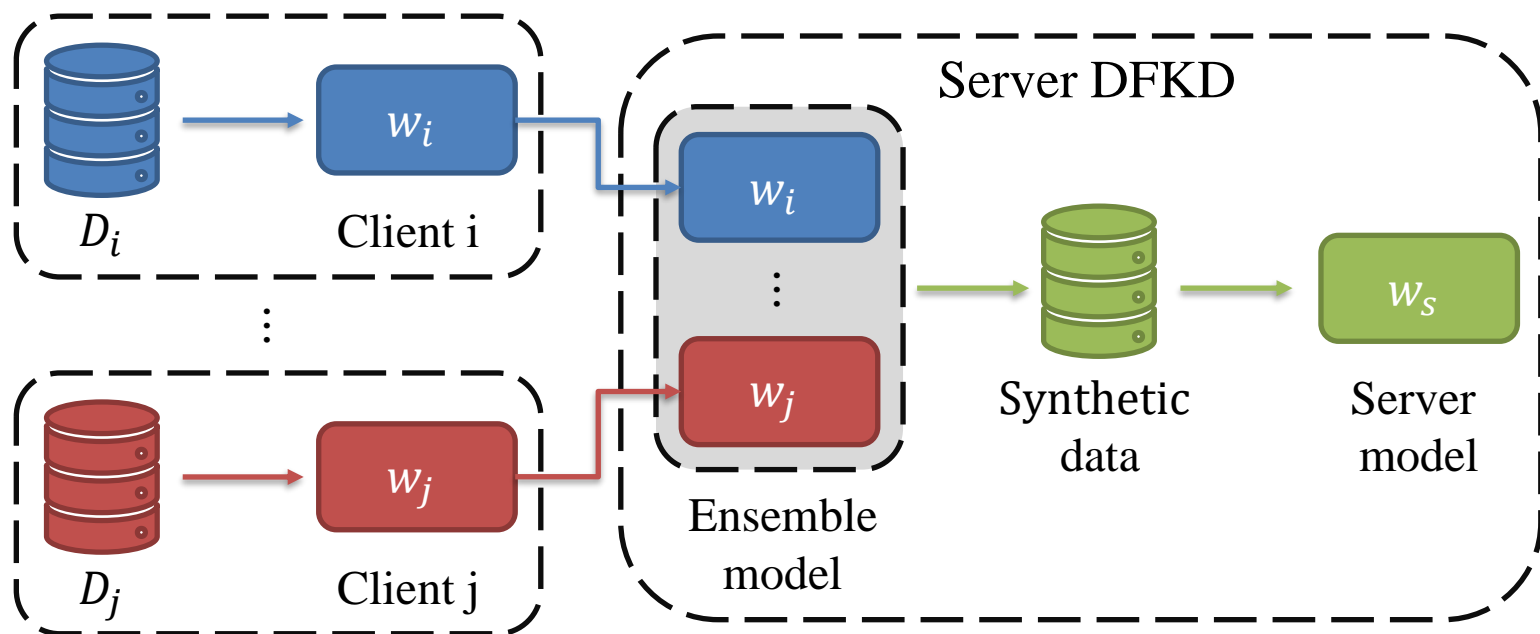 Server DFKD
w_i
w_i
D_i
Client i
⋮
⋮
w_s
w_j
w_j
D_j
Client j
Ensemble
model
Synthetic
data
Server
model